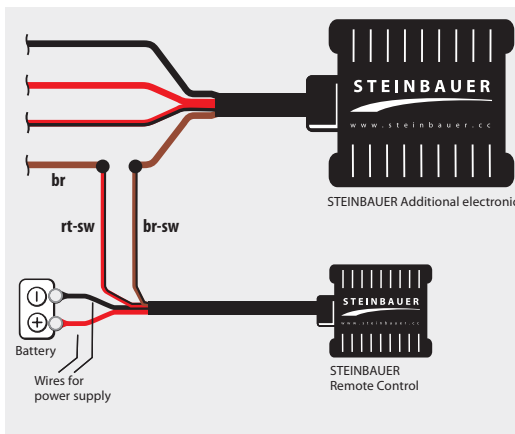 STEINBAUER
www.steinbauer.cc
STEINBAUER Additional electronic
br
rt-sw
br-sw
STEINBAUER
www.steinbauer.cc
Battery
Wires for
power supply
STEINBAUER
Remote Control